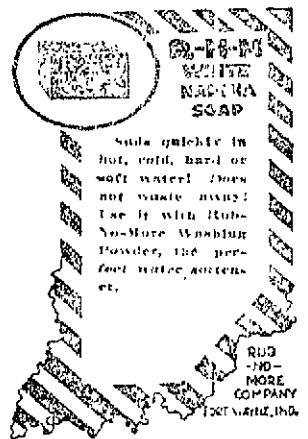 R-N-M
WHITE
NAPTHA
SOAP
Suds quickly in
hot, cold, hard or
soft water! Does
not waste away!
Use it with Rub-
No-More Washing
Powder, the per-
fect water soften-
er.
RUB
-NO-
MORE
COMPANY
FORT WAYNE, IND.